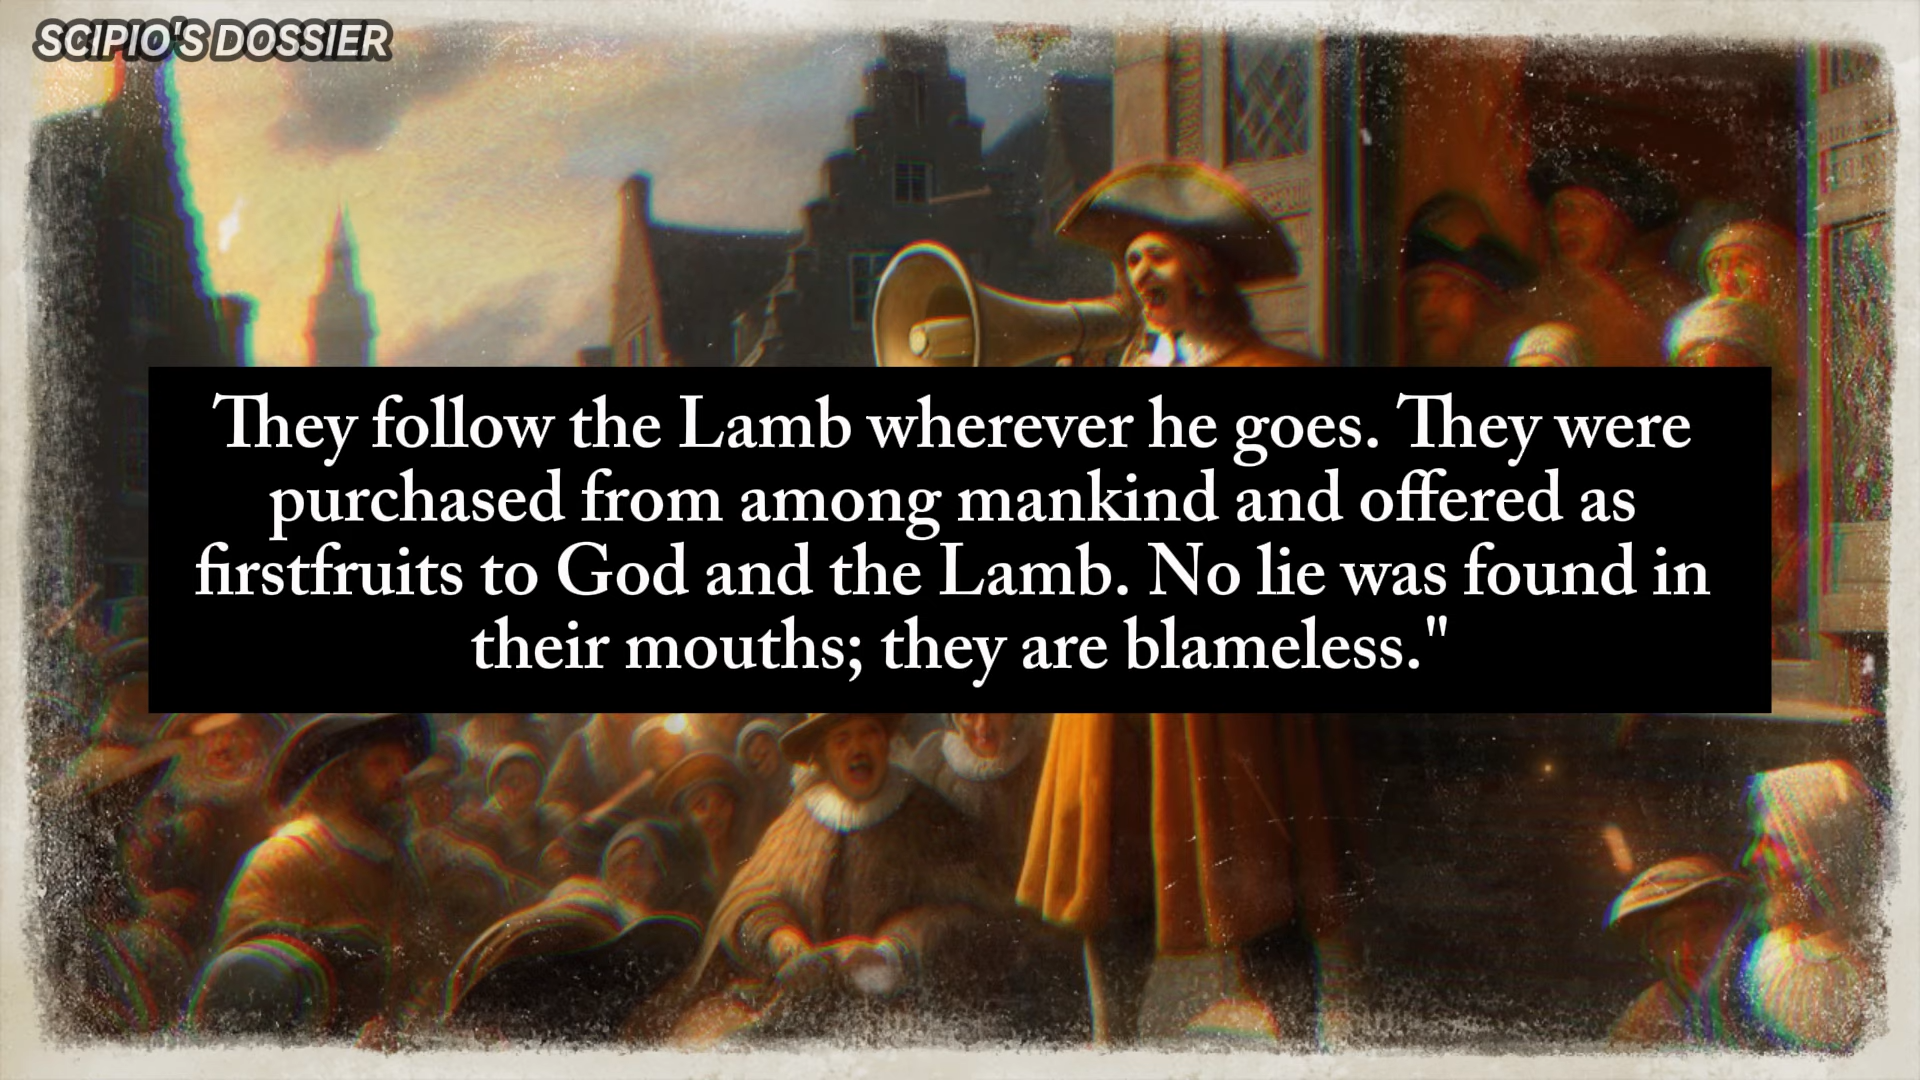 SCIPIO'S DOSSIER
They follow the Lamb wherever he goes. They were
purchased from among mankind and offered as
firstfruits to God and the Lamb. No lie was found in
their mouths; they are blameless."